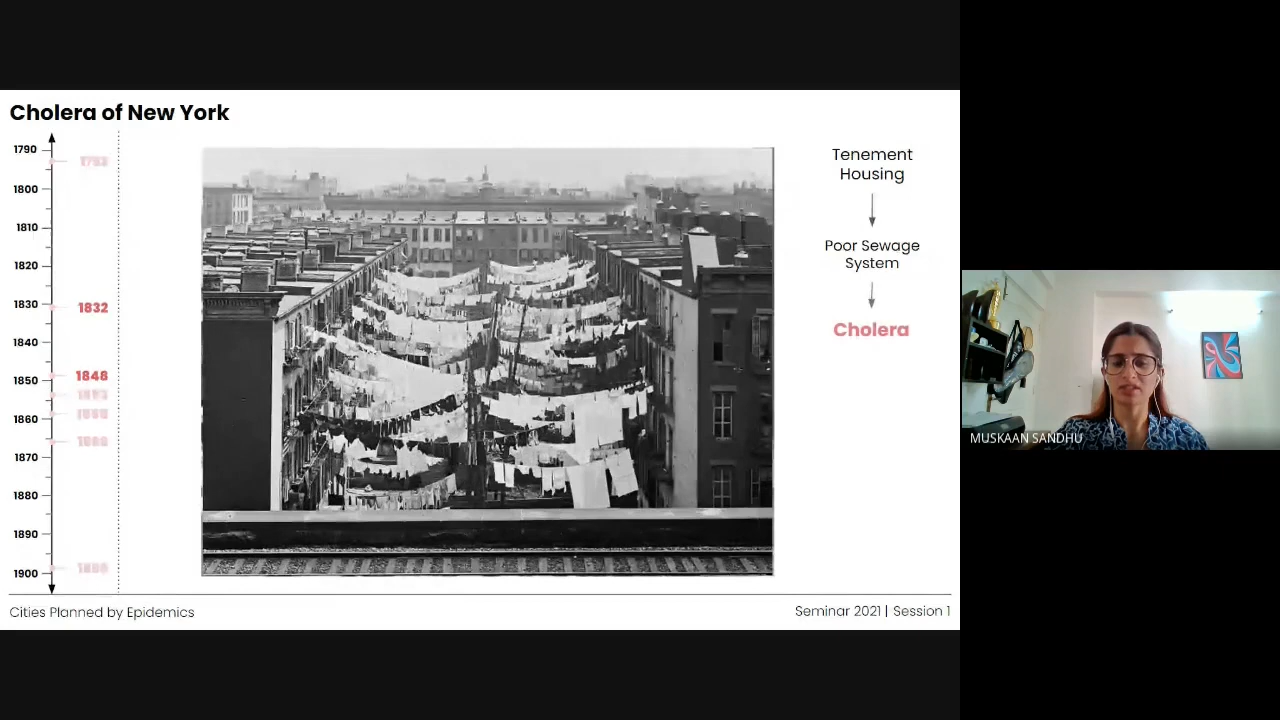 Cholera of New York
1790
1800
1810
1820
1830
1832
1840
1846
1850
1860
1870
1880
1890
1900
Tenement
Housing
Poor Sewage
System
Cholera
MUSKAAN SANDHU
Cities Planned by Epidemics
Seminar 2021 | Session 1